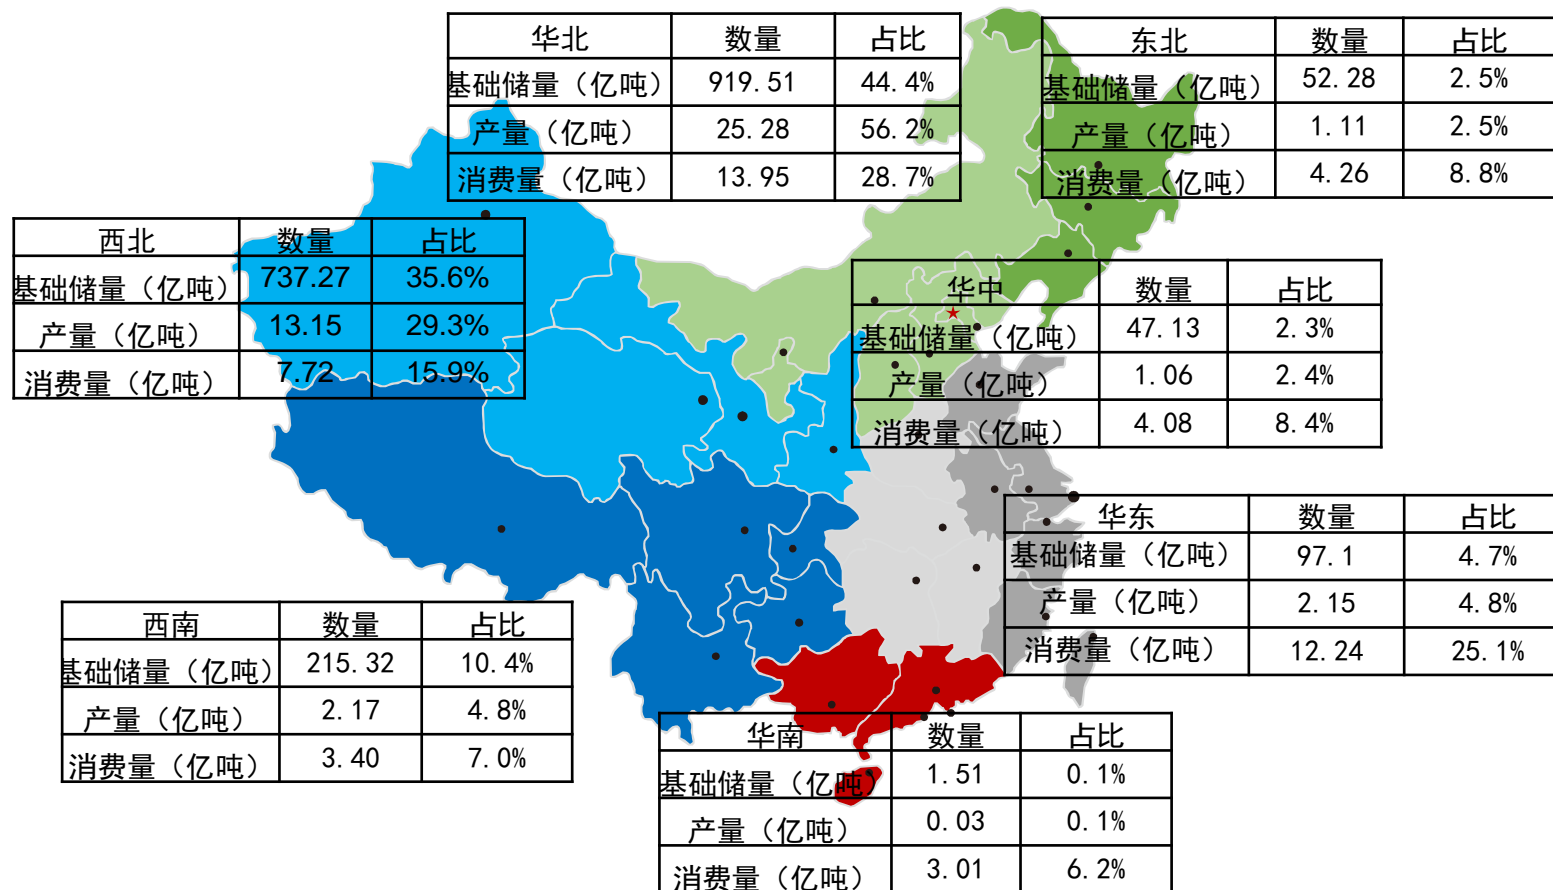 华北 数量 占比
基础储量（亿吨） 919.51 44.4%
产量（亿吨） 25.28 56.2%
消费量（亿吨） 13.95 28.7%
东北 数量 占比
基础储量（亿吨） 52.28 2.5%
产量（亿吨） 1.11 2.5%
消费量（亿吨） 4.26 8.8%
西北 数量 占比
基础储量（亿吨） 737.27 35.6%
产量（亿吨） 13.15 29.3%
消费量（亿吨） 7.72 15.9%
华中 数量 占比
基础储量（亿吨） 47.13 2.3%
产量（亿吨） 1.06 2.4%
消费量（亿吨） 4.08 8.4%
华东 数量 占比
基础储量（亿吨） 97.1 4.7%
产量（亿吨） 2.15 4.8%
消费量（亿吨） 12.24 25.1%
西南 数量 占比
基础储量（亿吨） 215.32 10.4%
产量（亿吨） 2.17 4.8%
消费量（亿吨） 3.40 7.0%
华南 数量 占比
基础储量（亿吨） 1.51 0.1%
产量（亿吨） 0.03 0.1%
消费量（亿吨） 3.01 6.2%